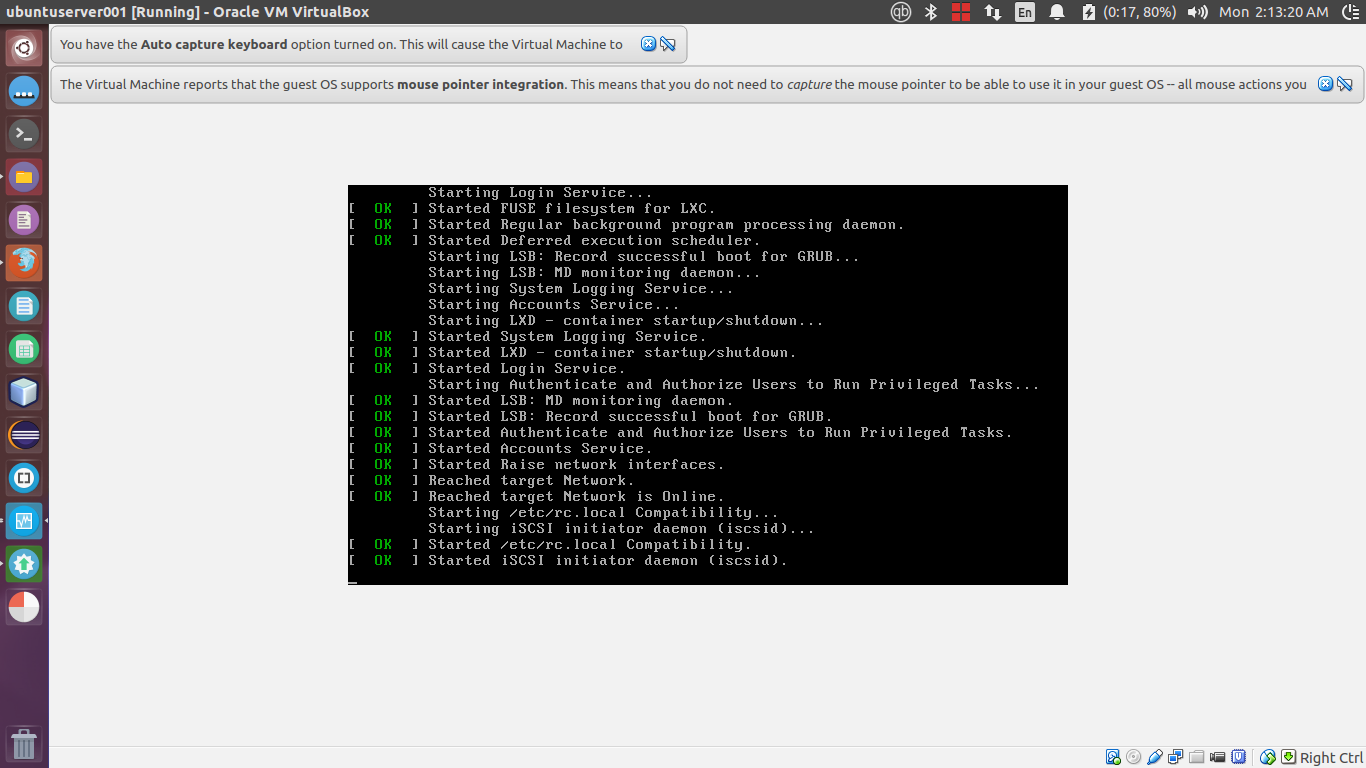 ubuntuserver001 [Running] - Oracle VM VirtualBox
qb
En
(0:17, 80%)
Mon 2:13:20 AM
You have the Auto capture keyboard option turned on. This will cause the Virtual Machine to
The Virtual Machine reports that the guest OS supports mouse pointer integration. This means that you do not need to capture the mouse pointer to be able to use it in your guest OS -- all mouse actions you
Starting Login Service...
[ OK ] Started FUSE filesystem for LXC.
[ OK ] Started Regular background program processing daemon.
[ OK ] Started Deferred execution scheduler.
Starting LSB: Record successful boot for GRUB...
Starting LSB: MD monitoring daemon...
Starting System Logging Service...
Starting Accounts Service...
Starting LXD - container startup/shutdown...
[ OK ] Started System Logging Service.
[ OK ] Started LXD - container startup/shutdown.
[ OK ] Started Login Service.
Starting Authenticate and Authorize Users to Run Privileged Tasks...
[ OK ] Started LSB: MD monitoring daemon.
[ OK ] Started LSB: Record successful boot for GRUB.
[ OK ] Started Authenticate and Authorize Users to Run Privileged Tasks.
[ OK ] Started Accounts Service.
[ OK ] Started Raise network interfaces.
[ OK ] Reached target Network.
[ OK ] Reached target Network is Online.
Starting /etc/rc.local Compatibility...
Starting iSCSI initiator daemon (iscsid)...
[ OK ] Started /etc/rc.local Compatibility.
[ OK ] Started iSCSI initiator daemon (iscsid).
_
Right Ctrl